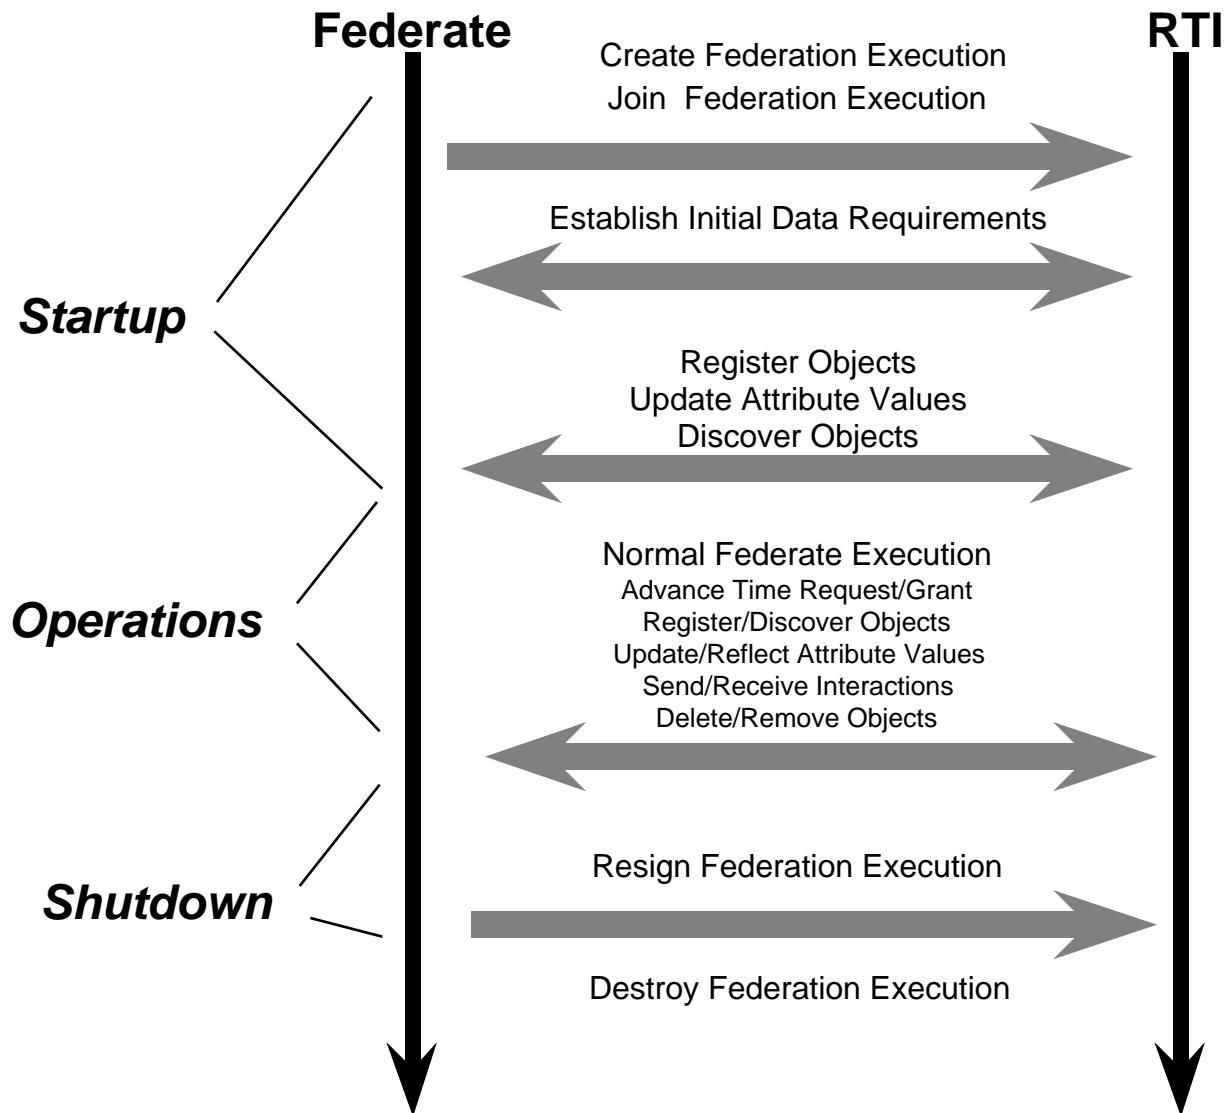 Federate
RTI
Create Federation Execution
Join Federation Execution
Establish Initial Data Requirements
Startup
Register Objects
Update Attribute Values
Discover Objects
Normal Federate Execution
Advance Time Request/Grant
Register/Discover Objects
Operations
Update/Reflect Attribute Values
Send/Receive Interactions
Delete/Remove Objects
Resign Federation Execution
Shutdown
Destroy Federation Execution